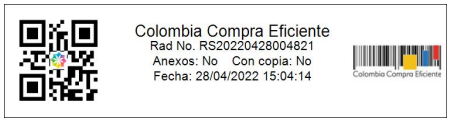 Colombia Compra Eficiente
Rad No. RS20220428004821
Anexos: No Con copia: No
Fecha: 28/04/2022 15:04:14
Colombia Compra Eficiente